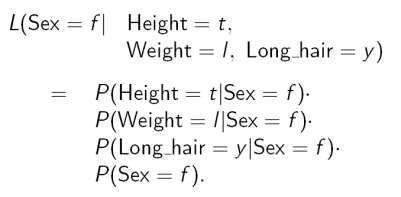 L(Sex = f| Height = t,
Weight = l, Long_hair = y)
= P(Height = t|Sex = f)·
P(Weight = l|Sex = f)·
P(Long_hair = y|Sex = f)·
P(Sex = f).